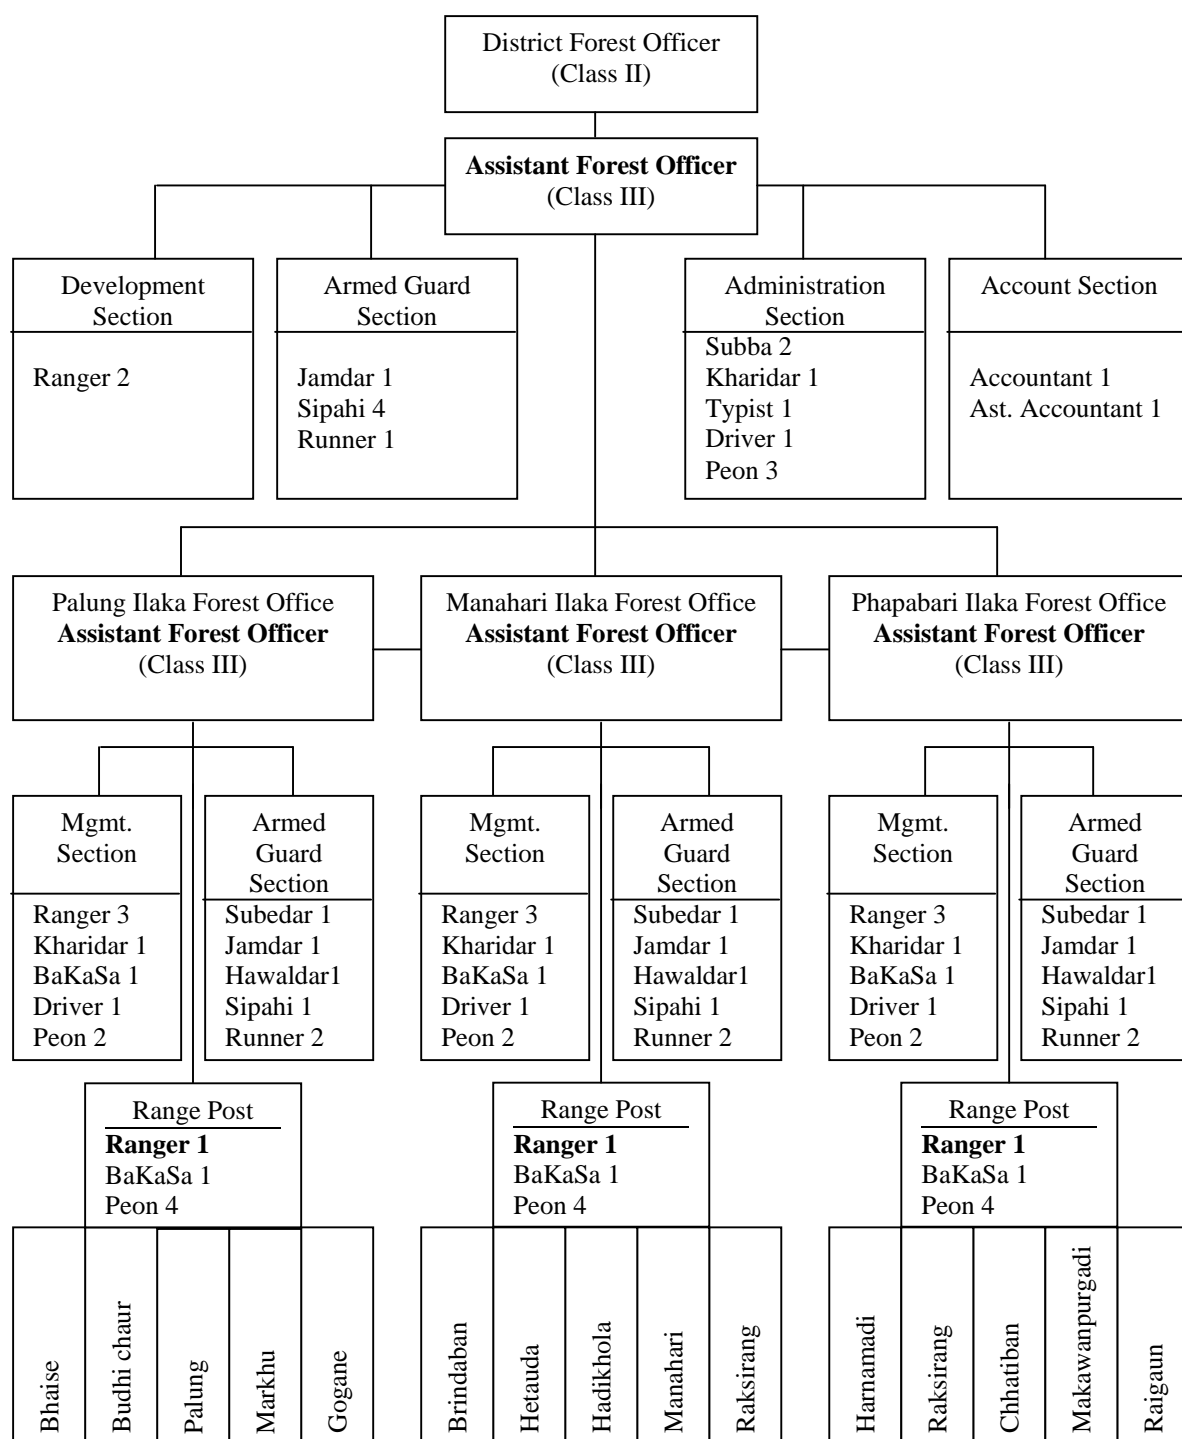 District Forest Officer
(Class II)
Assistant Forest Officer
(Class III)
Development
Section
Ranger 2
Armed Guard
Section
Jamdar 1
Sipahi 4
Runner 1
Administration
Section
Subba 2
Kharidar 1
Typist 1
Driver 1
Peon 3
Account Section
Accountant 1
Ast. Accountant 1
Palung Ilaka Forest Office
Assistant Forest Officer
(Class III)
Manahari Ilaka Forest Office
Assistant Forest Officer
(Class III)
Phapabari Ilaka Forest Office
Assistant Forest Officer
(Class III)
Mgmt.
Section
Ranger 3
Kharidar 1
BaKaSa 1
Driver 1
Peon 2
Armed
Guard
Section
Subedar 1
Jamdar 1
Hawaldar1
Sipahi 1
Runner 2
Mgmt.
Section
Ranger 3
Kharidar 1
BaKaSa 1
Driver 1
Peon 2
Armed
Guard
Section
Subedar 1
Jamdar 1
Hawaldar1
Sipahi 1
Runner 2
Mgmt.
Section
Ranger 3
Kharidar 1
BaKaSa 1
Driver 1
Peon 2
Armed
Guard
Section
Subedar 1
Jamdar 1
Hawaldar1
Sipahi 1
Runner 2
Range Post
Ranger 1
BaKaSa 1
Peon 4
Range Post
Ranger 1
BaKaSa 1
Peon 4
Range Post
Ranger 1
BaKaSa 1
Peon 4
Bhaise
Budhi chaur
Palung
Markhu
Gogane
Brindaban
Hetauda
Hadikhola
Manahari
Raksirang
Harnamadi
Raksirang
Chhatiban
Makawanpurgadi
Raigaun